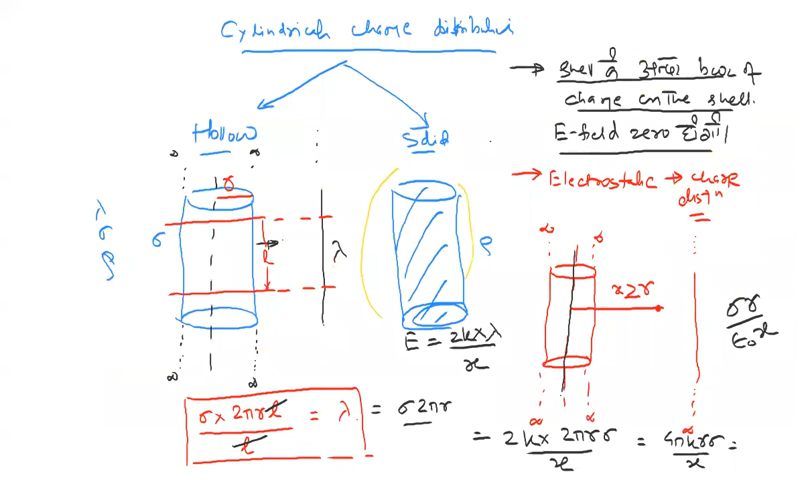 Cylindrical charge distribution
Hollow
Solid
→ Shell के अंदर because of
charge on the shell.
E-field zero होगी
→ Electrostatic → charge
distⁿ
∞ ∞
r
λ
σ
ρ
σ
l
λ
ρ
∞ ∞
x≥r
σr/ε₀x
E = 2kλ/x
∞ ∞
σ × 2πrl/l = λ = σ2πr
∞ ∞ ∞
= 2k × 2πrσ/x = 4πkrσ/x =